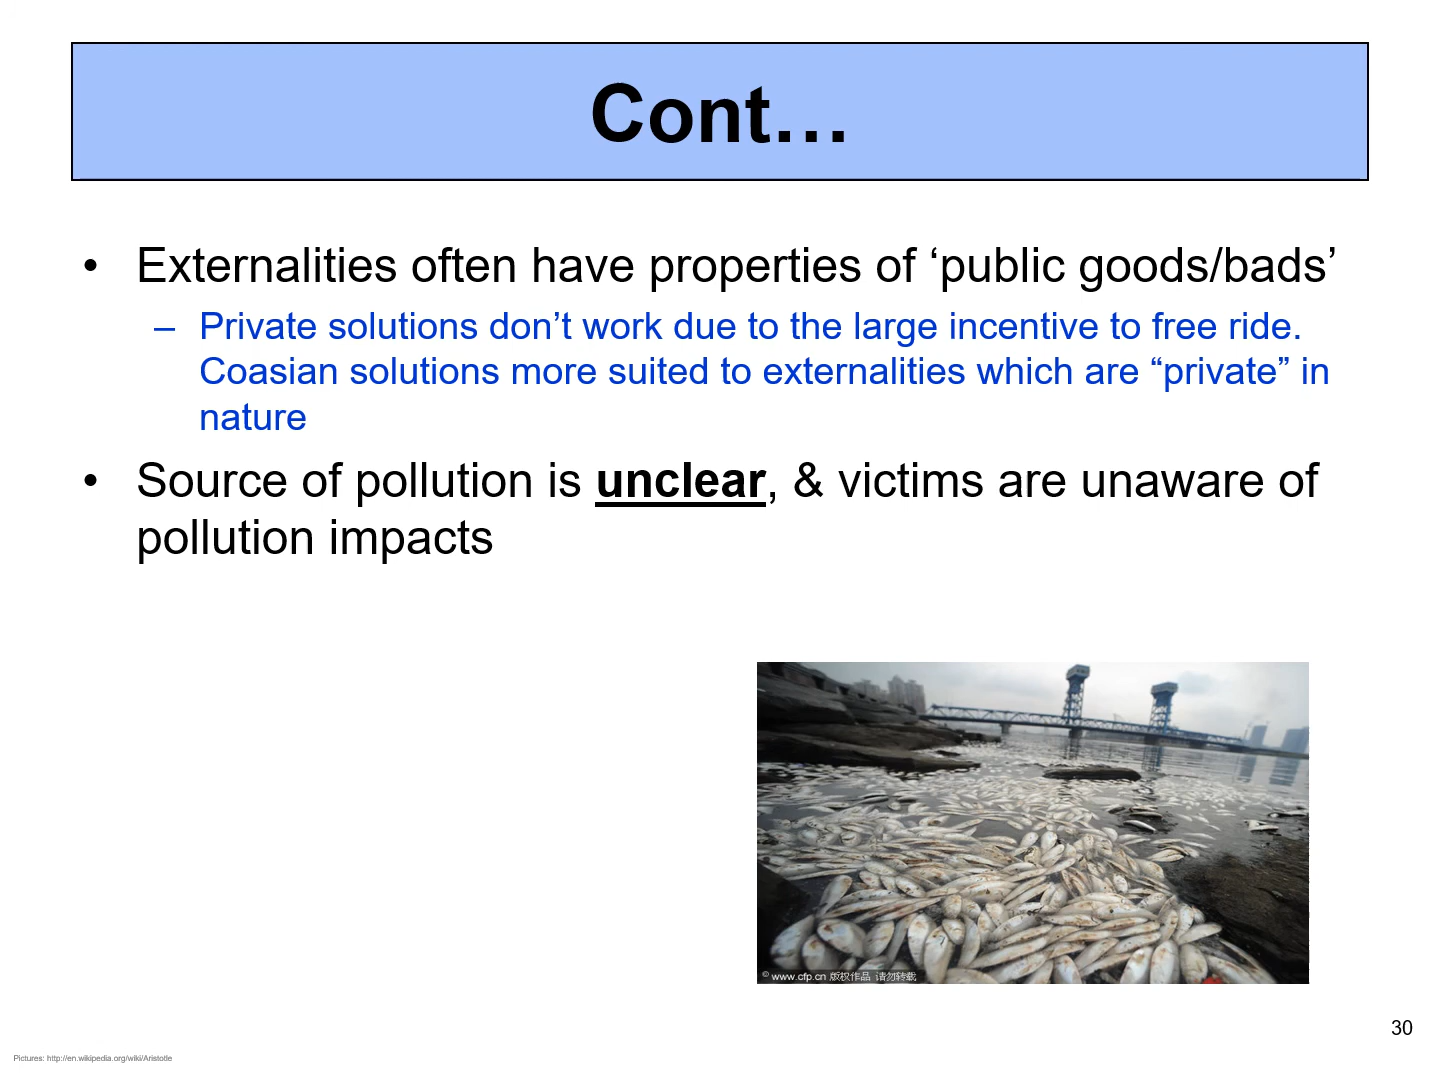 Cont…
• Externalities often have properties of ‘public goods/bads’
– Private solutions don’t work due to the large incentive to free ride.
Coasian solutions more suited to externalities which are “private” in
nature
• Source of pollution is unclear, & victims are unaware of
pollution impacts
© www.cfp.cn 版权作品 请勿转载
30
Pictures: http://en.wikipedia.org/wiki/Aristotle